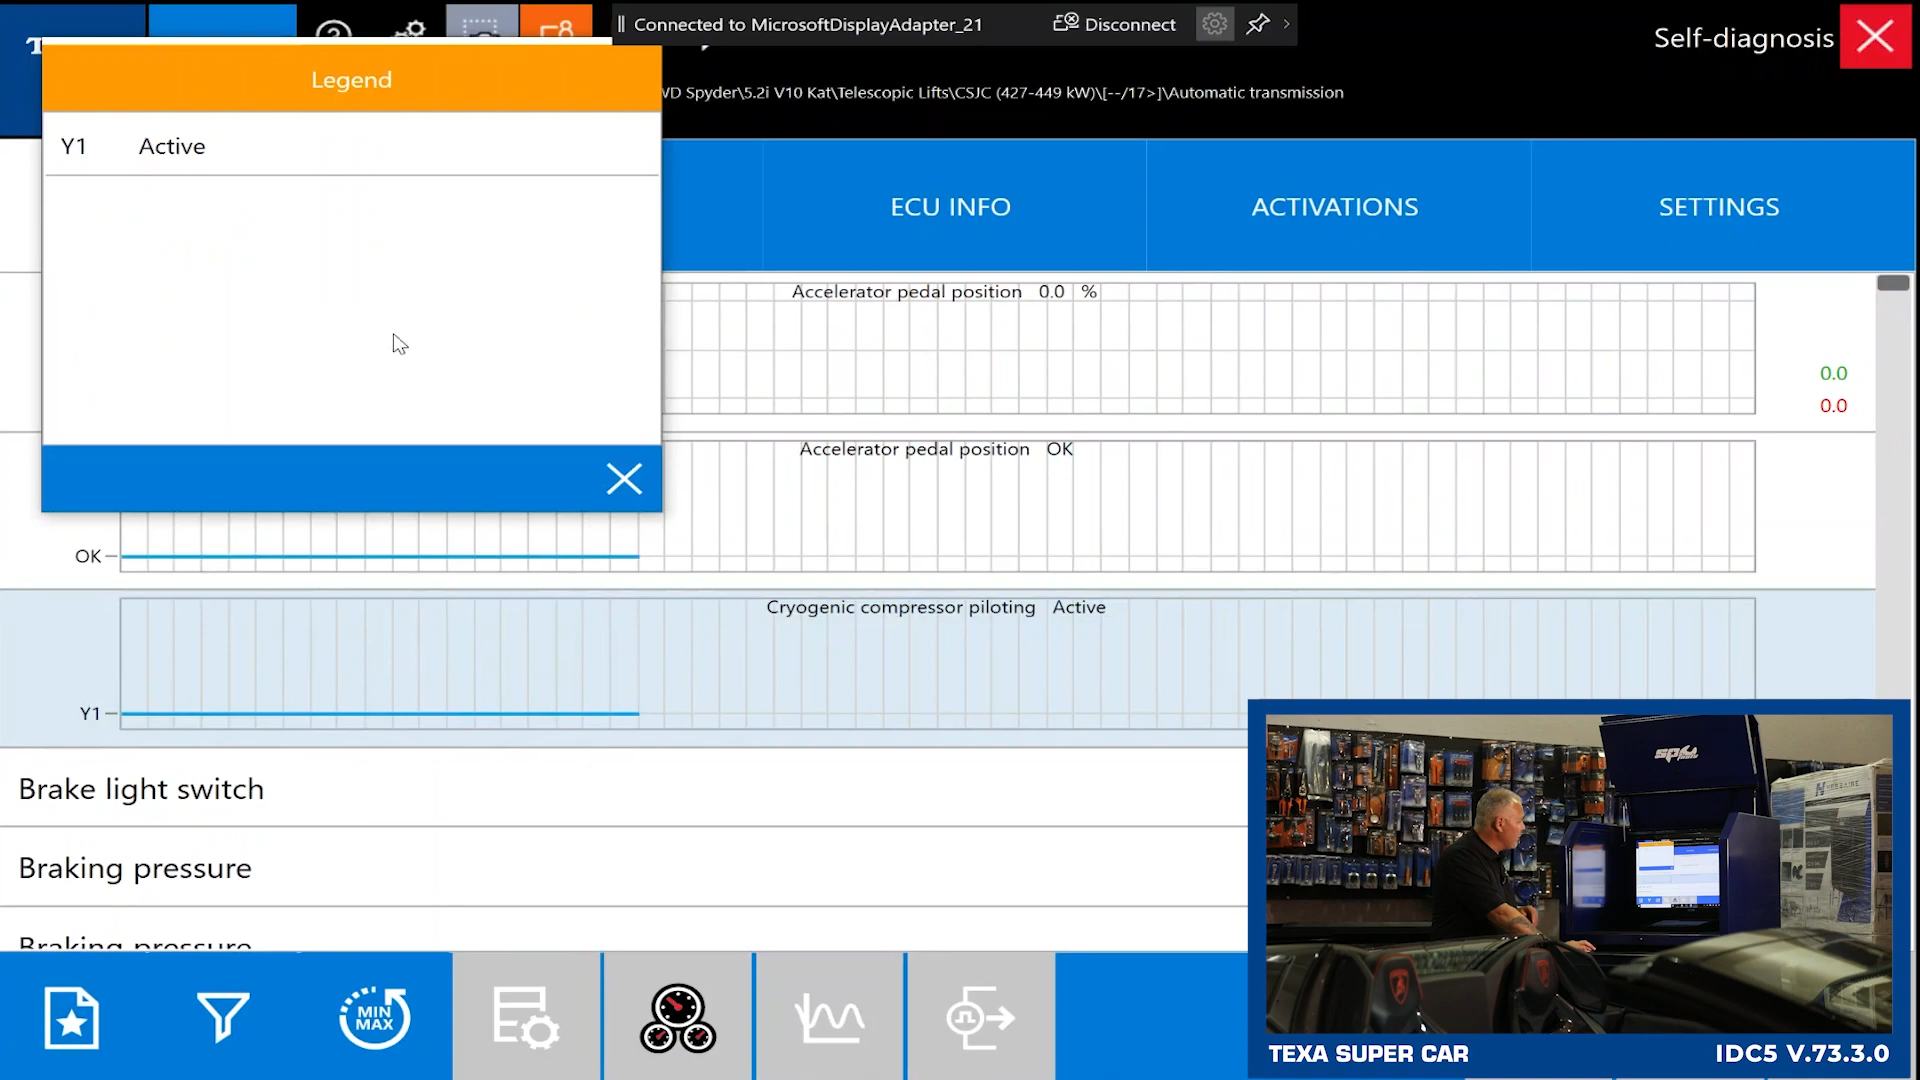 Connected to MicrosoftDisplayAdapter_21
Disconnect
Self-diagnosis
Legend
VD Spyder\5.2i V10 Kat\Telescopic Lifts\CSJC (427-449 kW)\[--/17>]\Automatic transmission
Y1 Active
ECU INFO
ACTIVATIONS
SETTINGS
Accelerator pedal position 0.0 %
0.0
0.0
Accelerator pedal position OK
OK
Cryogenic compressor piloting Active
Y1
Brake light switch
Braking pressure
Braking pressure
MIN
MAX
TEXA SUPER CAR
IDC5 V.73.3.0